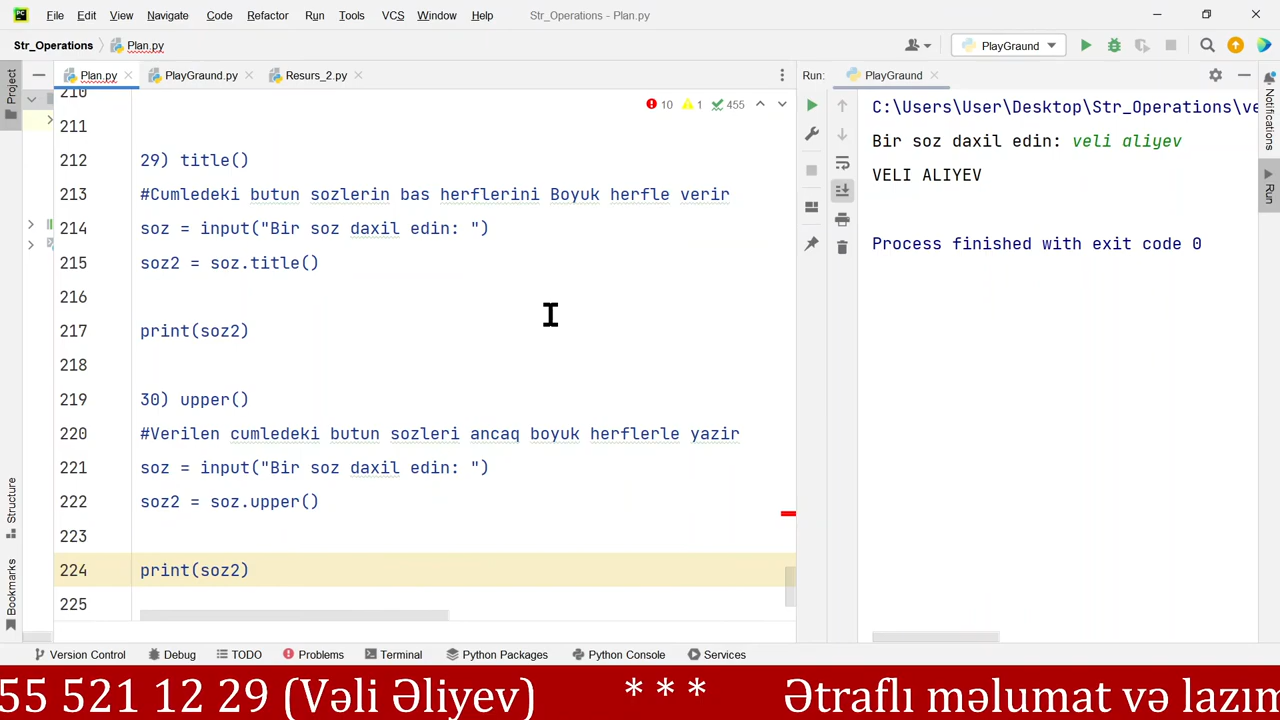 File Edit View Navigate Code Refactor Run Tools VCS Window Help Str_Operations - Plan.py
Str_Operations Plan.py PlayGround
Project Plan.py PlayGraund.py Resurs_2.py Run: PlayGround
210 10 1 455
211
212 29) title()
213 #Cumledeki butun sozlerin bas herflerini Boyuk herfle verir
214 soz = input("Bir soz daxil edin: ")
215 soz2 = soz.title()
216
217 print(soz2)
218
219 30) upper()
220 #Verilen cumledeki butun sozleri ancaq boyuk herflerle yazir
221 soz = input("Bir soz daxil edin: ")
222 soz2 = soz.upper()
223
224 print(soz2)
225
C:\Users\User\Desktop\Str_Operations\ve
Bir soz daxil edin: veli aliyev
VELI ALIYEV
Process finished with exit code 0
Notifications
Run
Structure
Bookmarks
Version Control Debug TODO Problems Terminal Python Packages Python Console Services
55 521 12 29 (Vəli Əliyev) * * * Ətraflı məlumat və lazım